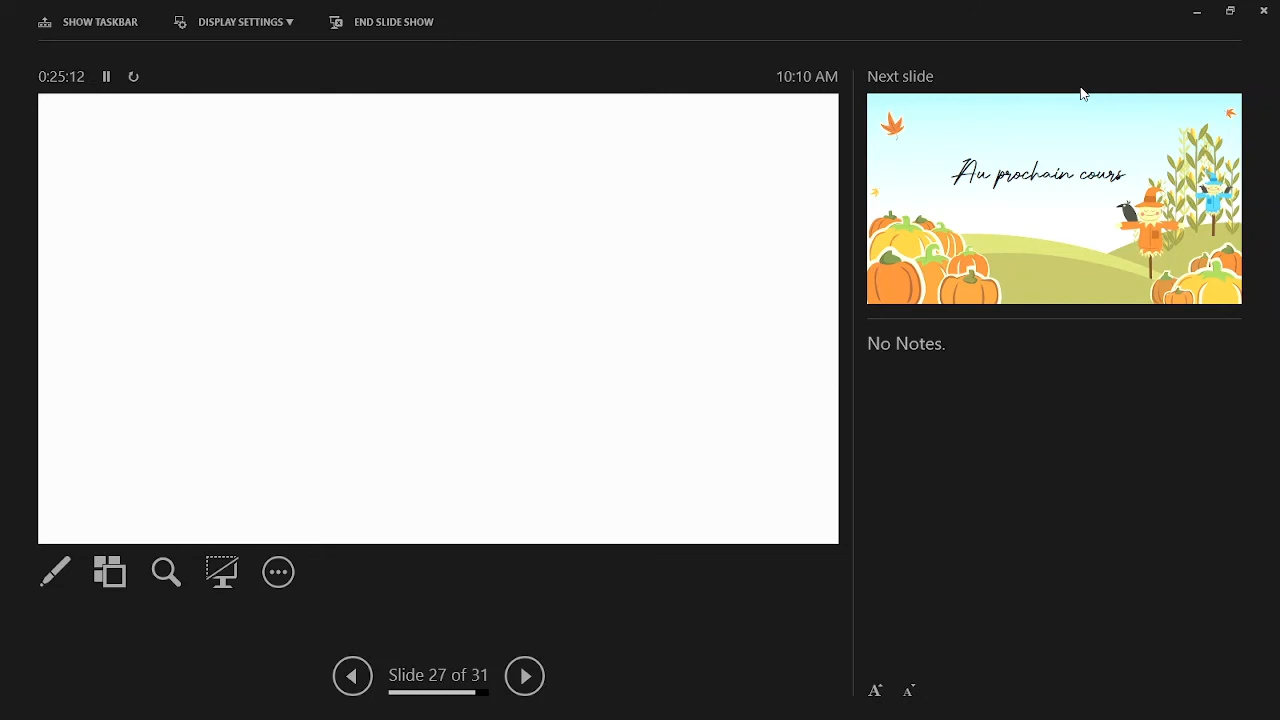 SHOW TASKBAR DISPLAY SETTINGS END SLIDE SHOW
0:25:12 10:10 AM Next slide
Au prochain cours
No Notes.
Slide 27 of 31
A A